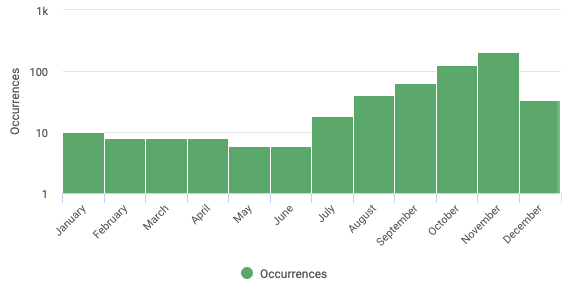 1k
100
10
1
Occurrences
January
February
March
April
May
June
July
August
September
October
November
December
Occurrences